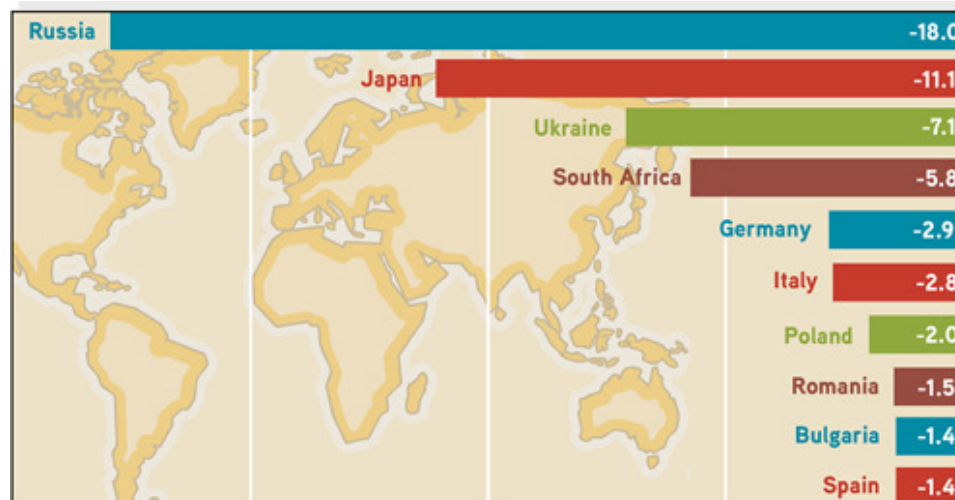 Russia -18.0
Japan -11.1
Ukraine -7.1
South Africa -5.8
Germany -2.9
Italy -2.8
Poland -2.0
Romania -1.5
Bulgaria -1.4
Spain -1.4